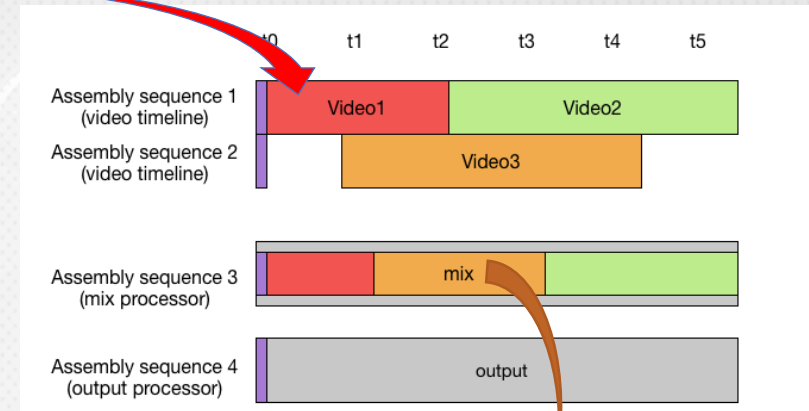 t0 t1 t2 t3 t4 t5
Assembly sequence 1
(video timeline)
Video1 Video2
Assembly sequence 2
(video timeline)
Video3
Assembly sequence 3
(mix processor)
mix
Assembly sequence 4
(output processor)
output